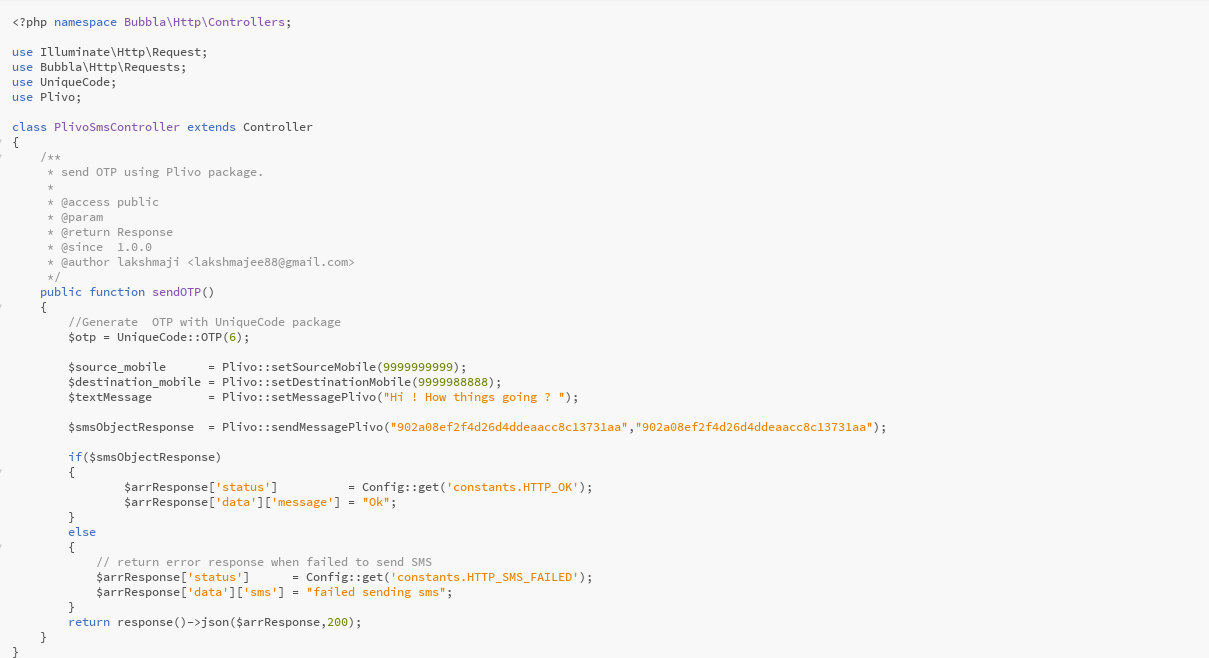 <?php namespace Bubbla\Http\Controllers;

use Illuminate\Http\Request;
use Bubbla\Http\Requests;
use UniqueCode;
use Plivo;

class PlivoSmsController extends Controller
{
    /**
     * send OTP using Plivo package.
     *
     * @access public
     * @param
     * @return Response
     * @since  1.0.0
     * @author lakshmaji <lakshmajee88@gmail.com>
     */
    public function sendOTP()
    {
        //Generate  OTP with UniqueCode package
        $otp = UniqueCode::OTP(6);

        $source_mobile      = Plivo::setSourceMobile(9999999999);
        $destination_mobile = Plivo::setDestinationMobile(9999988888);
        $textMessage        = Plivo::setMessagePlivo("Hi ! How things going ? ");

        $smsObjectResponse  = Plivo::sendMessagePlivo("902a08ef2f4d26d4ddeaacc8c13731aa","902a08ef2f4d26d4ddeaacc8c13731aa");

        if($smsObjectResponse)
        {
                $arrResponse['status']          = Config::get('constants.HTTP_OK');
                $arrResponse['data']['message'] = "Ok";
        }
        else
        {
            // return error response when failed to send SMS
            $arrResponse['status']      = Config::get('constants.HTTP_SMS_FAILED');
            $arrResponse['data']['sms'] = "failed sending sms";
        }
        return response()->json($arrResponse,200);
    }
}